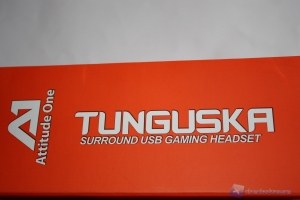 Attitude One
TUNGUSKA
SURROUND USB GAMING HEADSET